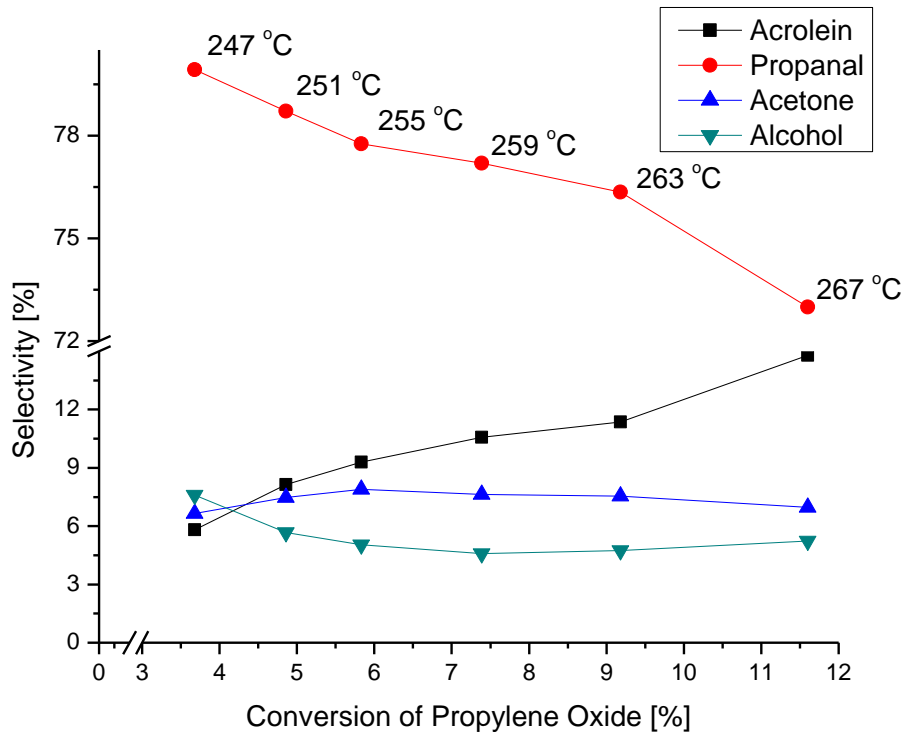 Acrolein
Propanal
Acetone
Alcohol
247 °C
251 °C
255 °C
259 °C
263 °C
267 °C
78
75
72
12
9
6
3
0
0 3 4 5 6 7 8 9 10 11 12
Selectivity [%]
Conversion of Propylene Oxide [%]